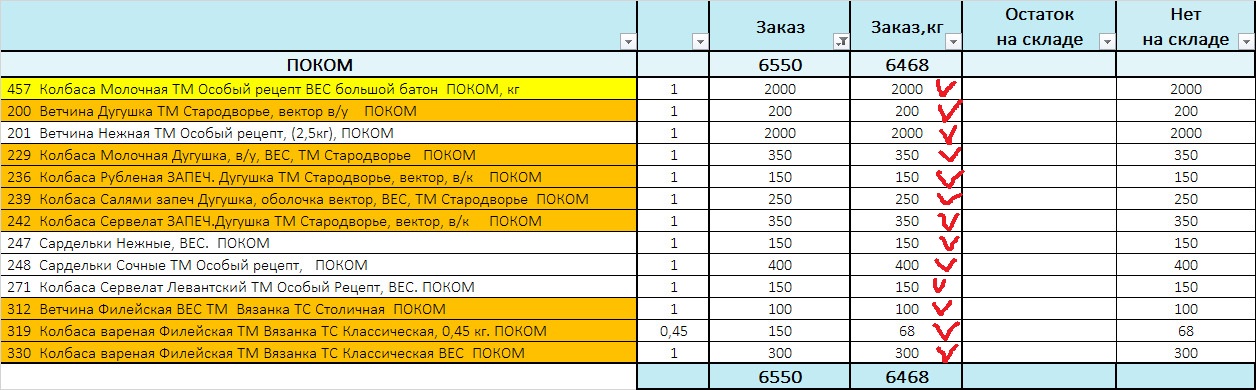 Заказ Заказ,кг Остаток на складе Нет на складе
ПОКОМ 6550 6468
457 Колбаса Молочная ТМ Особый рецепт ВЕС большой батон ПОКОМ, кг 1 2000 2000 2000
200 Ветчина Дугушка ТМ Стародворье, вектор в/у ПОКОМ 1 200 200 200
201 Ветчина Нежная ТМ Особый рецепт, (2,5кг), ПОКОМ 1 2000 2000 2000
229 Колбаса Молочная Дугушка, в/у, ВЕС, ТМ Стародворье ПОКОМ 1 350 350 350
236 Колбаса Рубленая ЗАПЕЧ. Дугушка ТМ Стародворье, вектор, в/к ПОКОМ 1 150 150 150
239 Колбаса Салями запеч Дугушка, оболочка вектор, ВЕС, ТМ Стародворье ПОКОМ 1 250 250 250
242 Колбаса Сервелат ЗАПЕЧ.Дугушка ТМ Стародворье, вектор, в/к ПОКОМ 1 350 350 350
247 Сардельки Нежные, ВЕС. ПОКОМ 1 150 150 150
248 Сардельки Сочные ТМ Особый рецепт, ПОКОМ 1 400 400 400
271 Колбаса Сервелат Левантский ТМ Особый Рецепт, ВЕС. ПОКОМ 1 150 150 150
312 Ветчина Филейская ВЕС ТМ Вязанка ТС Столичная ПОКОМ 1 100 100 100
319 Колбаса вареная Филейская ТМ Вязанка ТС Классическая, 0,45 кг. ПОКОМ 0,45 150 68 68
330 Колбаса вареная Филейская ТМ Вязанка ТС Классическая ВЕС ПОКОМ 1 300 300 300
6550 6468